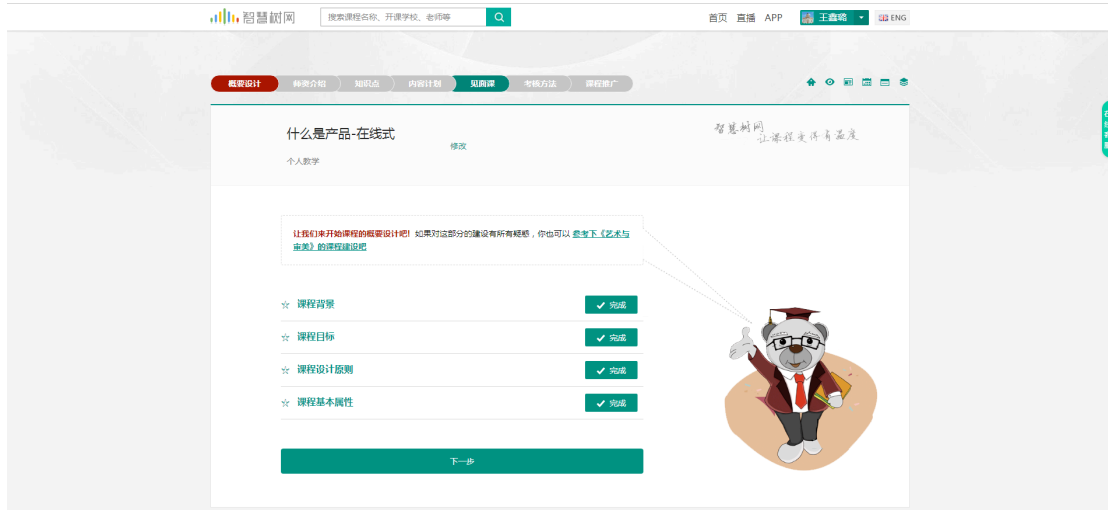 智慧树网
搜索课程名称、开课学校、老师等
首页 直播 APP 王鑫璐 ENG
概要设计 师资介绍 知识点 内容计划 见面课 考核方法 课程推广
什么是产品-在线式
修改
个人教学
智慧树网
让课程变得有温度
让我们来开始课程的概要设计吧! 如果对这部分的建设有所有疑惑,你也可以 参考下《艺术与
审美》的课程建设吧
☆ 课程背景 完成
☆ 课程目标 完成
☆ 课程设计原则 完成
☆ 课程基本属性 完成
下一步